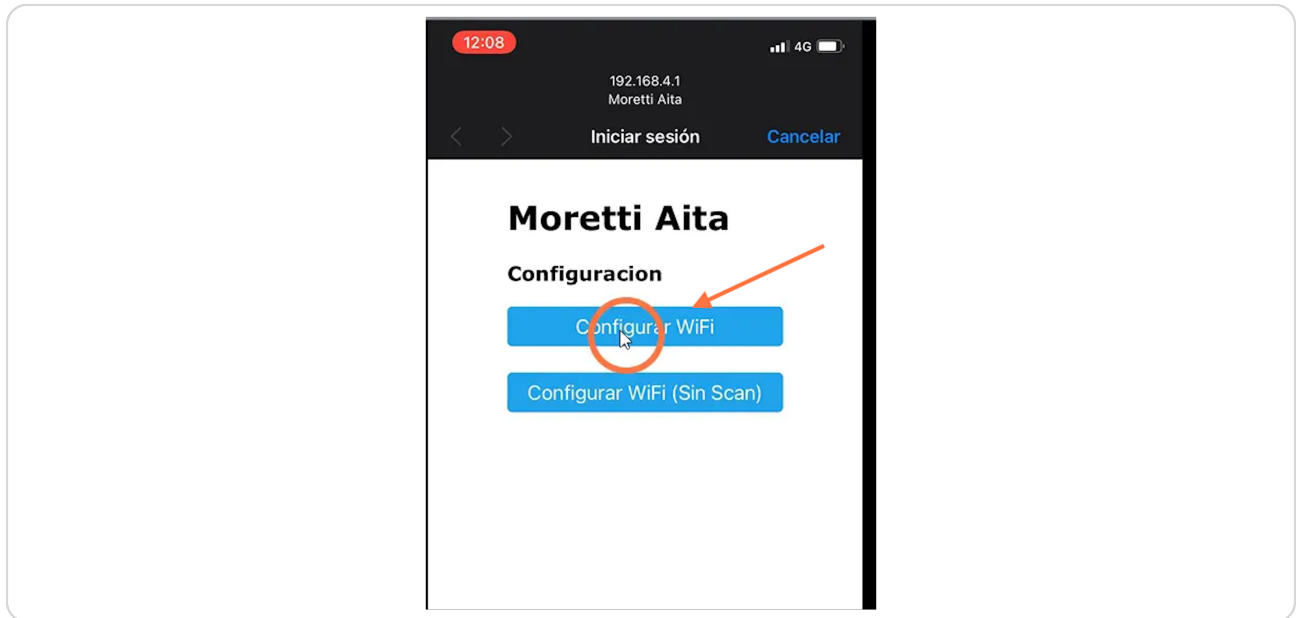 12:08
4G
192.168.4.1
Moretti Aita
Iniciar sesión
Cancelar
Moretti Aita
Configuracion
Configurar WiFi
Configurar WiFi (Sin Scan)